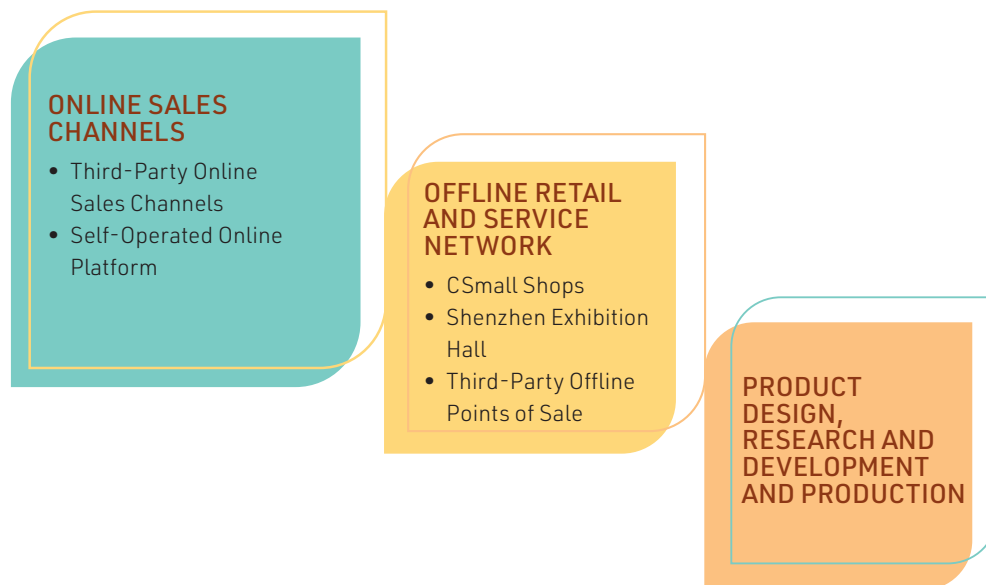 ONLINE SALES
CHANNELS
• Third-Party Online
Sales Channels
• Self-Operated Online
Platform
OFFLINE RETAIL
AND SERVICE
NETWORK
• CSmall Shops
• Shenzhen Exhibition
Hall
• Third-Party Offline
Points of Sale
PRODUCT
DESIGN,
RESEARCH AND
DEVELOPMENT
AND PRODUCTION